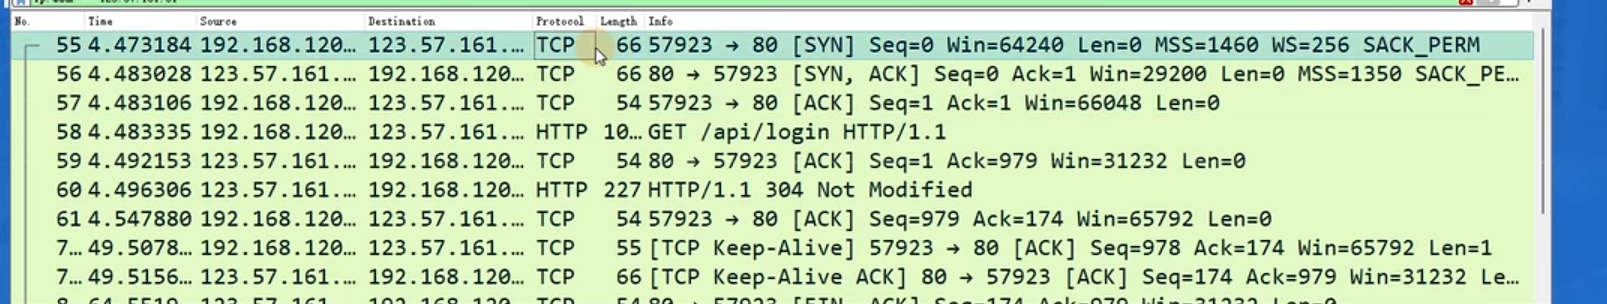 No. Time Source Destination Protocol Length Info
55 4.473184 192.168.120… 123.57.161.… TCP 66 57923 → 80 [SYN] Seq=0 Win=64240 Len=0 MSS=1460 WS=256 SACK_PERM
56 4.483028 123.57.161.… 192.168.120… TCP 66 80 → 57923 [SYN, ACK] Seq=0 Ack=1 Win=29200 Len=0 MSS=1350 SACK_PE…
57 4.483106 192.168.120… 123.57.161.… TCP 54 57923 → 80 [ACK] Seq=1 Ack=1 Win=66048 Len=0
58 4.483335 192.168.120… 123.57.161.… HTTP 10… GET /api/login HTTP/1.1
59 4.492153 123.57.161.… 192.168.120… TCP 54 80 → 57923 [ACK] Seq=1 Ack=979 Win=31232 Len=0
60 4.496306 123.57.161.… 192.168.120… HTTP 227 HTTP/1.1 304 Not Modified
61 4.547880 192.168.120… 123.57.161.… TCP 54 57923 → 80 [ACK] Seq=979 Ack=174 Win=65792 Len=0
7… 49.5078… 192.168.120… 123.57.161.… TCP 55 [TCP Keep-Alive] 57923 → 80 [ACK] Seq=978 Ack=174 Win=65792 Len=1
7… 49.5156… 123.57.161.… 192.168.120… TCP 66 [TCP Keep-Alive ACK] 80 → 57923 [ACK] Seq=174 Ack=979 Win=31232 Le…